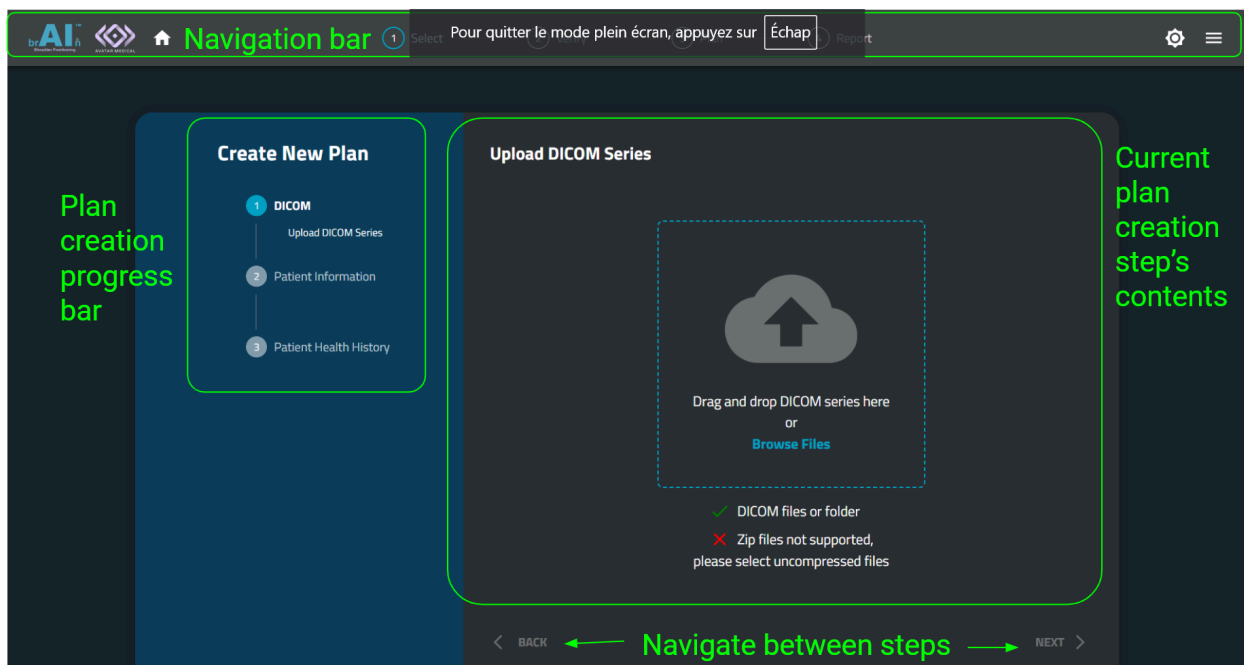 brAIn™
Shoulder Positioning
AVATAR MEDICAL
Navigation bar
1 Select
Pour quitter le mode plein écran, appuyez sur Échap
Report
Create New Plan
1 DICOM
Upload DICOM Series
2 Patient Information
3 Patient Health History
Plan
creation
progress
bar
Upload DICOM Series
Drag and drop DICOM series here
or
Browse Files
DICOM files or folder
Zip files not supported,
please select uncompressed files
Current
plan
creation
step's
contents
BACK
Navigate between steps
NEXT